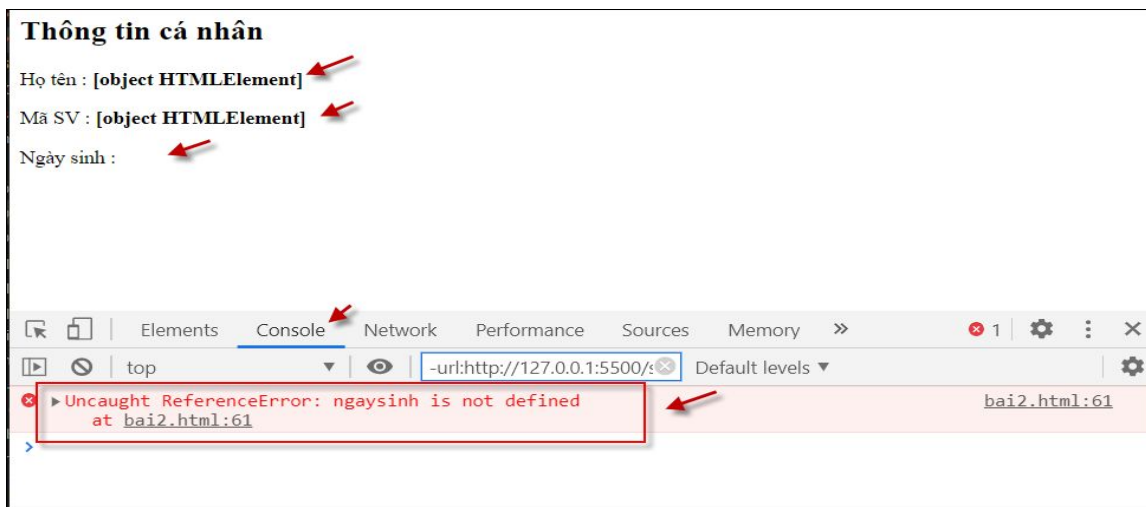 Thông tin cá nhân
Họ tên : [object HTMLElement]
Mã SV : [object HTMLElement]
Ngày sinh :
Elements Console Network Performance Sources Memory » 1
top -url:http://127.0.0.1:5500/s Default levels
Uncaught ReferenceError: ngaysinh is not defined bai2.html:61
at bai2.html:61